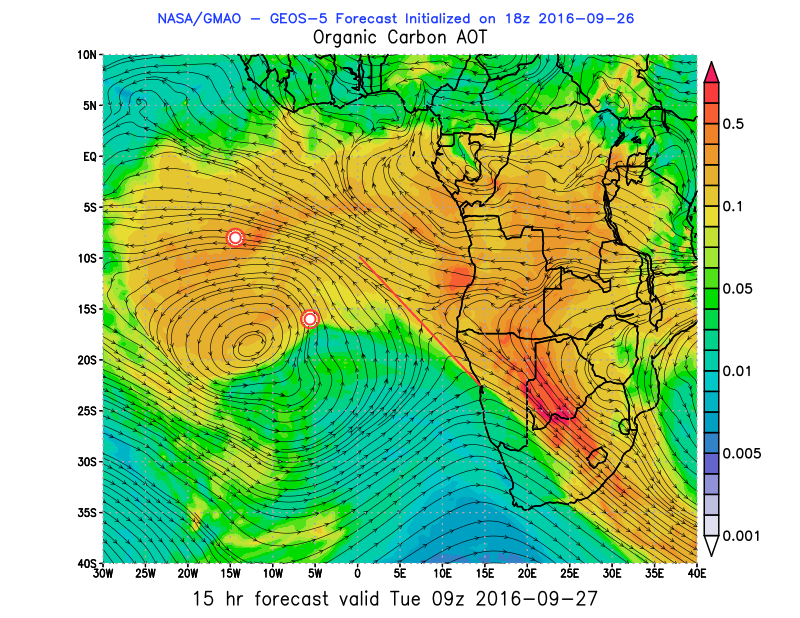 NASA/GMAO - GEOS-5 Forecast Initialized on 18z 2016-09-26
Organic Carbon AOT
10N
5N
EQ
5S
10S
15S
20S
25S
30S
35S
40S
30W 25W 20W 15W 10W 5W 0 5E 10E 15E 20E 25E 30E 35E 40E
0.5
0.1
0.05
0.01
0.005
0.001
15 hr forecast valid Tue 09z 2016-09-27